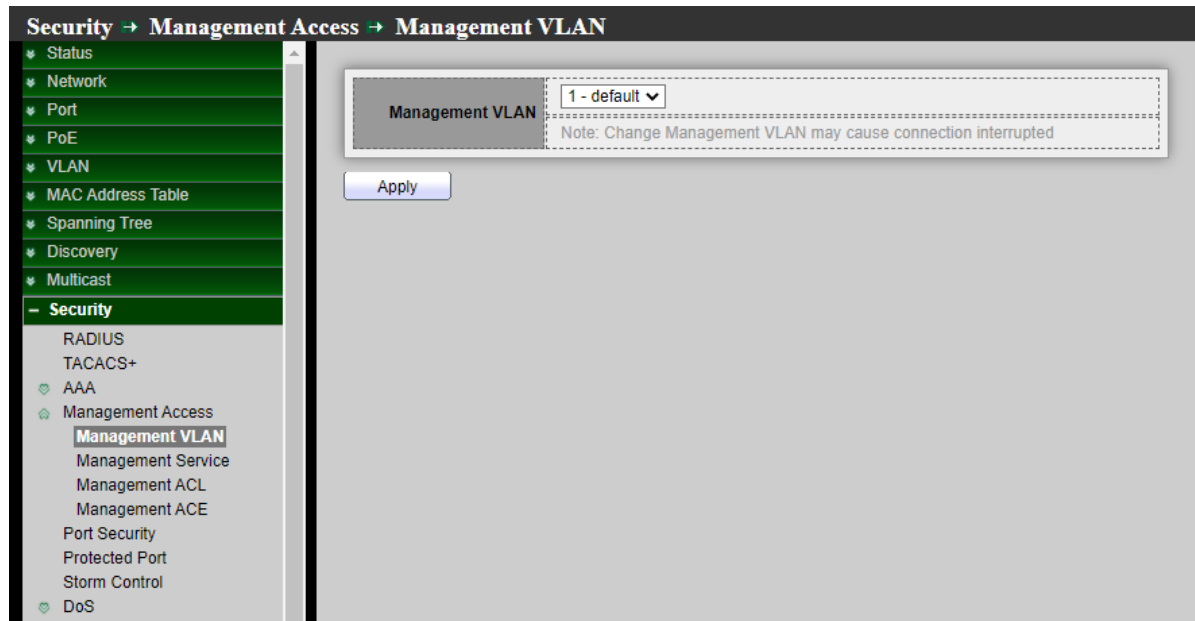 Security → Management Access → Management VLAN
Status
Network
Port
PoE
VLAN
MAC Address Table
Spanning Tree
Discovery
Multicast
Security
RADIUS
TACACS+
AAA
Management Access
Management VLAN
Management Service
Management ACL
Management ACE
Port Security
Protected Port
Storm Control
DoS
Management VLAN
1 - default
Note: Change Management VLAN may cause connection interrupted
Apply